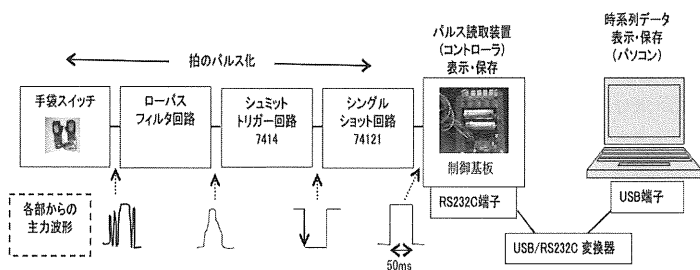 拍のパルス化
パルス読取装置
(コントローラ)
表示・保存
時系列データ
表示・保存
(パソコン)
手袋スイッチ
ローパス
フィルタ回路
シュミット
トリガー回路
7414
シングル
ショット回路
74121
制御基板
RS232C端子
USB端子
各部からの
主力波形
50ms
USB/RS232C 変換器